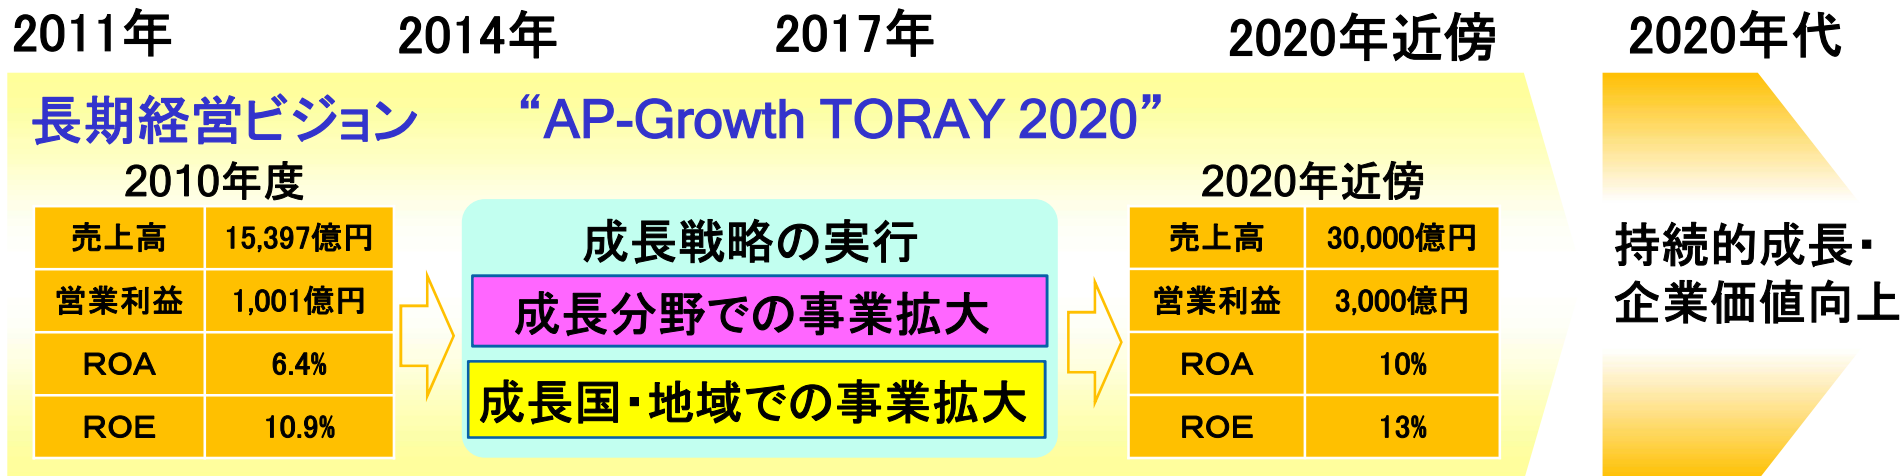 2011年 2014年 2017年 2020年近傍 2020年代
長期経営ビジョン “AP-Growth TORAY 2020”
2010年度
売上高 15,397億円
営業利益 1,001億円
ROA 6.4%
ROE 10.9%
成長戦略の実行
成長分野での事業拡大
成長国・地域での事業拡大
2020年近傍
売上高 30,000億円
営業利益 3,000億円
ROA 10%
ROE 13%
持続的成長・
企業価値向上